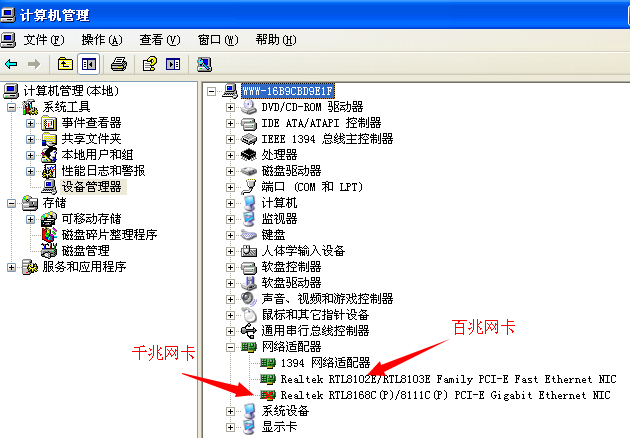 计算机管理
文件(F) 操作(A) 查看(V) 窗口(W) 帮助(H)
计算机管理(本地)
系统工具
事件查看器
共享文件夹
本地用户和组
性能日志和警报
设备管理器
存储
可移动存储
磁盘碎片整理程序
磁盘管理
服务和应用程序
WWW-16B9CBD9E1F
DVD/CD-ROM 驱动器
IDE ATA/ATAPI 控制器
IEEE 1394 总线主控制器
处理器
磁盘驱动器
端口 (COM 和 LPT)
计算机
监视器
键盘
人体学输入设备
软盘控制器
软盘驱动器
声音、视频和游戏控制器
鼠标和其它指针设备
通用串行总线控制器
百兆网卡
网络适配器
千兆网卡
1394 网络适配器
Realtek RTL8102E/RTL8103E Family PCI-E Fast Ethernet NIC
Realtek RTL8168C(P)/8111C(P) PCI-E Gigabit Ethernet NIC
系统设备
显示卡